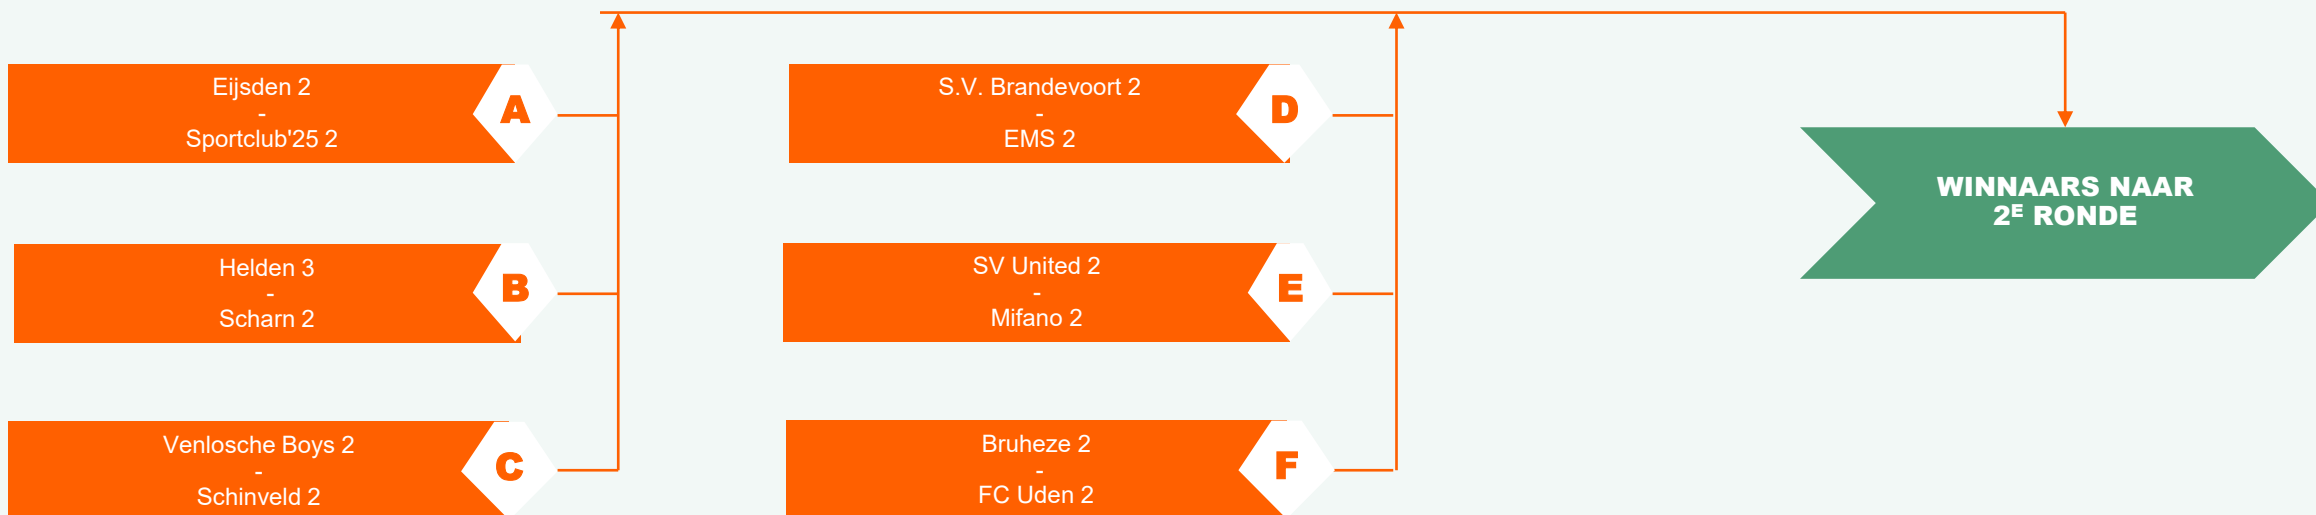 Eijsden 2
-
Sportclub'25 2
A
S.V. Brandevoort 2
-
EMS 2
D
WINNAARS NAAR
2E RONDE
Helden 3
-
Scharn 2
B
SV United 2
-
Mifano 2
E
Venlosche Boys 2
-
Schinveld 2
C
Bruheze 2
-
FC Uden 2
F